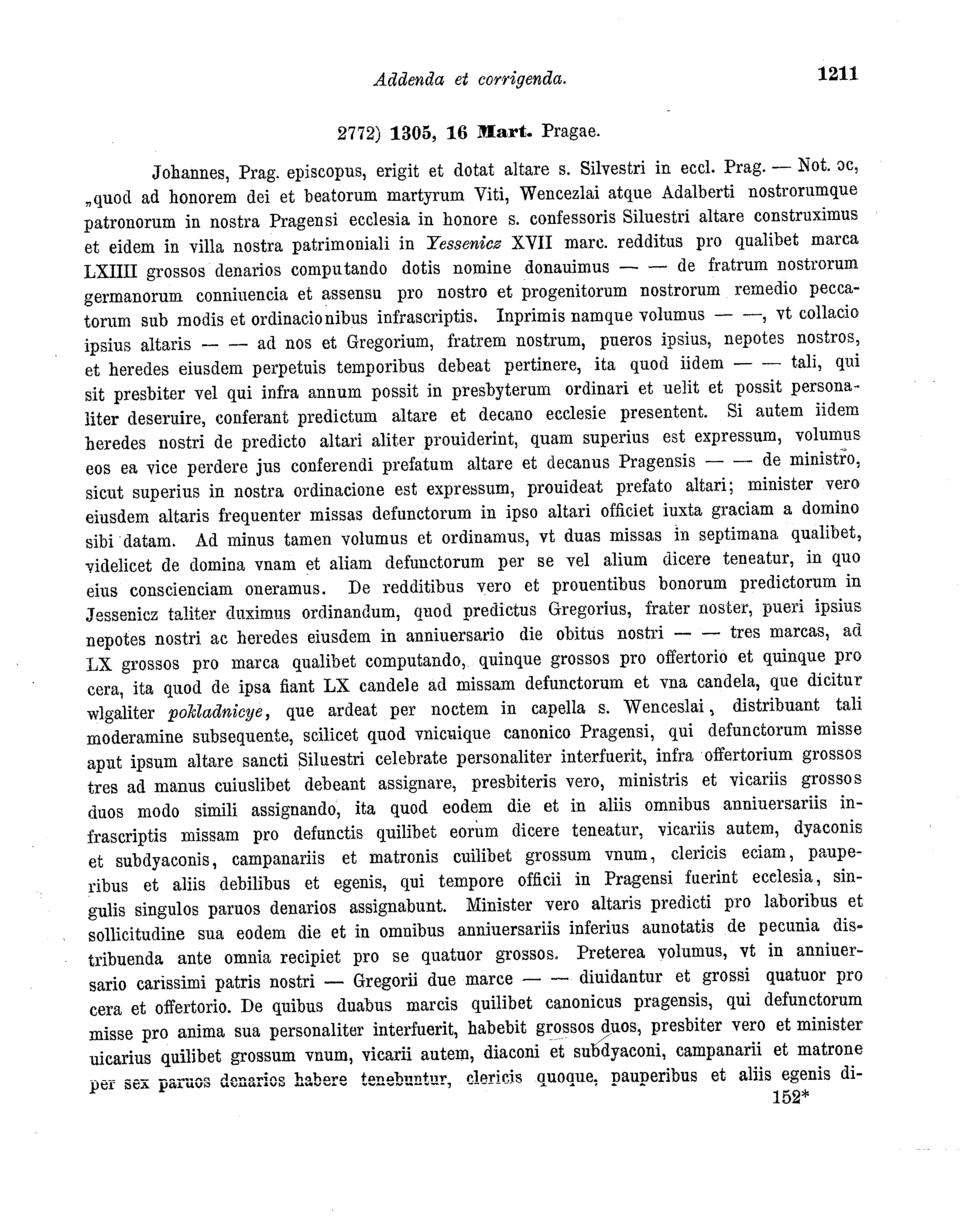 Addenda et corrigenda.
1211
2772) 1305, 16 Mart. Pragae.
Johannes, Prag. episcopus, erigit et dotat altare s. Silvestri in eccl. Prag. — Not. ɔc,
„quod ad honorem dei et beatorum martyrum Viti, Wencezlai atque Adalberti nostrorumque
patronorum in nostra Pragensi ecclesia in honore s. confessoris Siluestri altare construximus
et eidem in villa nostra patrimoniali in Yessenicz XVII marc. redditus pro qualibet marca
LXIIII grossos denarios computando dotis nomine donauimus — — de fratrum nostrorum
germanorum conniuencia et assensu pro nostro et progenitorum nostrorum remedio pecca-
torum sub modis et ordinacionibus infrascriptis. Inprimis namque volumus — —, vt collacio
ipsius altaris — — ad nos et Gregorium, fratrem nostrum, pueros ipsius, nepotes nostros,
et heredes eiusdem perpetuis temporibus debeat pertinere, ita quod iidem — — tali, qui
sit presbiter vel qui infra annum possit in presbyterum ordinari et uelit et possit persona-
liter deseruire, conferant predictum altare et decano ecclesie presentent. Si autem iidem
heredes nostri de predicto altari aliter prouiderint, quam superius est expressum, volumus
eos ea vice perdere jus conferendi prefatum altare et decanus Pragensis — — de ministro,
sicut superius in nostra ordinacione est expressum, prouideat prefato altari; minister vero
eiusdem altaris frequenter missas defunctorum in ipso altari officiet iuxta graciam a domino
sibi datam. Ad minus tamen volumus et ordinamus, vt duas missas in septimana qualibet,
videlicet de domina vnam et aliam defunctorum per se vel alium dicere teneatur, in quo
eius conscienciam oneramus. De redditibus vero et prouentibus bonorum predictorum in
Jessenicz taliter duximus ordinandum, quod predictus Gregorius, frater noster, pueri ipsius
nepotes nostri ac heredes eiusdem in anniuersario die obitus nostri — — tres marcas, ad
LX grossos pro marca qualibet computando, quinque grossos pro offertorio et quinque pro
cera, ita quod de ipsa fiant LX candele ad missam defunctorum et vna candela, que dicitur
wlgaliter pokladnicye, que ardeat per noctem in capella s. Wenceslai, distribuant tali
moderamine subsequente, scilicet quod vnicuique canonico Pragensi, qui defunctorum misse
aput ipsum altare sancti Siluestri celebrate personaliter interfuerit, infra offertorium grossos
tres ad manus cuiuslibet debeant assignare, presbiteris vero, ministris et vicariis grossos
duos modo simili assignando, ita quod eodem die et in aliis omnibus anniuersariis in-
frascriptis missam pro defunctis quilibet eorum dicere teneatur, vicariis autem, dyaconis
et subdyaconis, campanariis et matronis cuilibet grossum vnum, clericis eciam, paupe-
ribus et aliis debilibus et egenis, qui tempore officii in Pragensi fuerint ecclesia, sin-
gulis singulos paruos denarios assignabunt. Minister vero altaris predicti pro laboribus et
sollicitudine sua eodem die et in omnibus anniuersariis inferius aunotatis de pecunia dis-
tribuenda ante omnia recipiet pro se quatuor grossos. Preterea volumus, vt in anniuer-
sario carissimi patris nostri — Gregorii due marce — — diuidantur et grossi quatuor pro
cera et offertorio. De quibus duabus marcis quilibet canonicus pragensis, qui defunctorum
misse pro anima sua personaliter interfuerit, habebit grossos duos, presbiter vero et minister
uicarius quilibet grossum vnum, vicarii autem, diaconi et subdyaconi, campanarii et matrone
per sex paruos denarios habere tenebuntur, clericis quoque, pauperibus et aliis egenis di-
152*